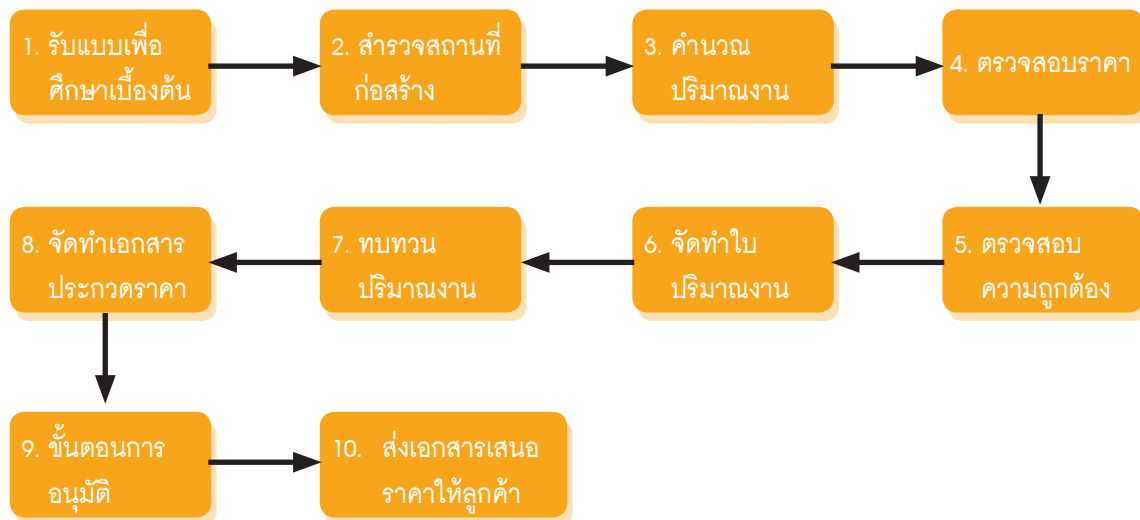 1. รับแบบเพื่อ
ศึกษาเบื้องต้น
2. สำรวจสถานที่
ก่อสร้าง
3. คำนวณ
ปริมาณงาน
4. ตรวจสอบราคา
5. ตรวจสอบ
ความถูกต้อง
6. จัดทำใบ
ปริมาณงาน
7. ทบทวน
ปริมาณงาน
8. จัดทำเอกสาร
ประกวดราคา
9. ขั้นตอนการ
อนุมัติ
10. ส่งเอกสารเสนอ
ราคาให้ลูกค้า